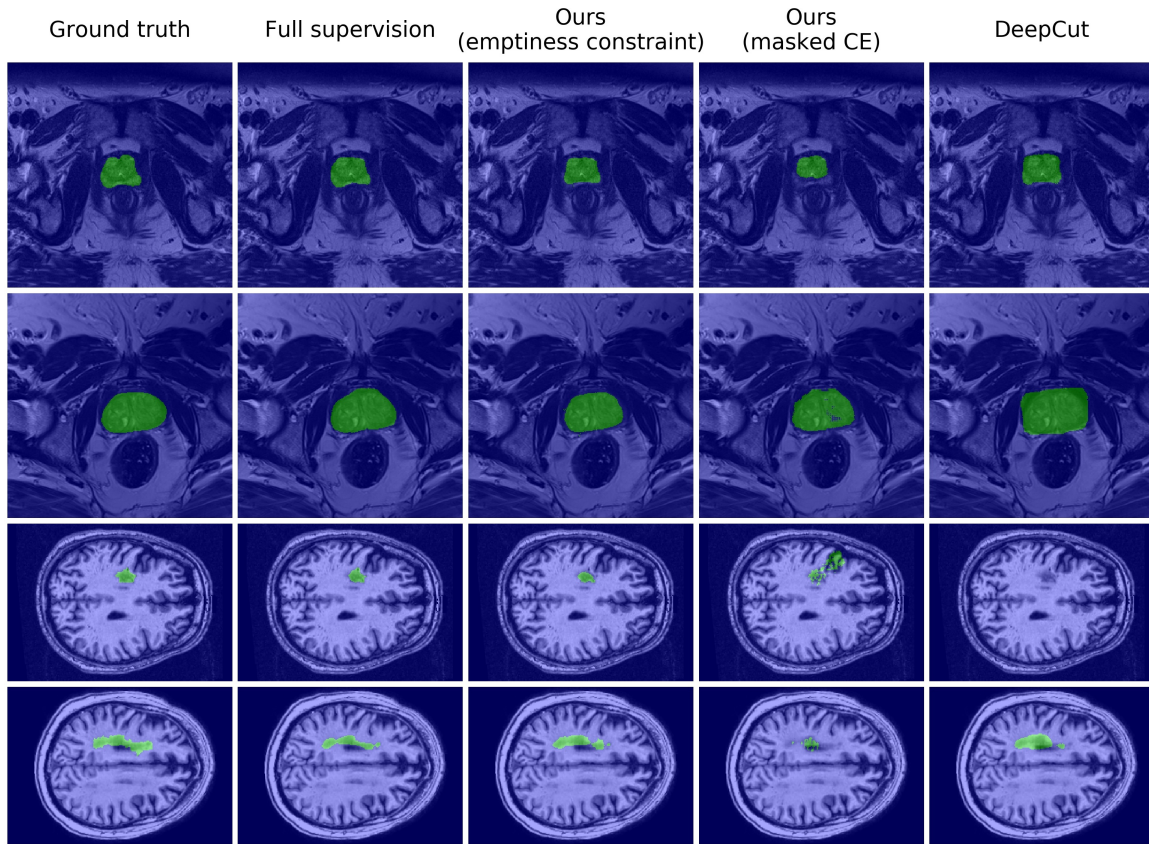 Ground truth
Full supervision
Ours
(emptiness constraint)
Ours
(masked CE)
DeepCut